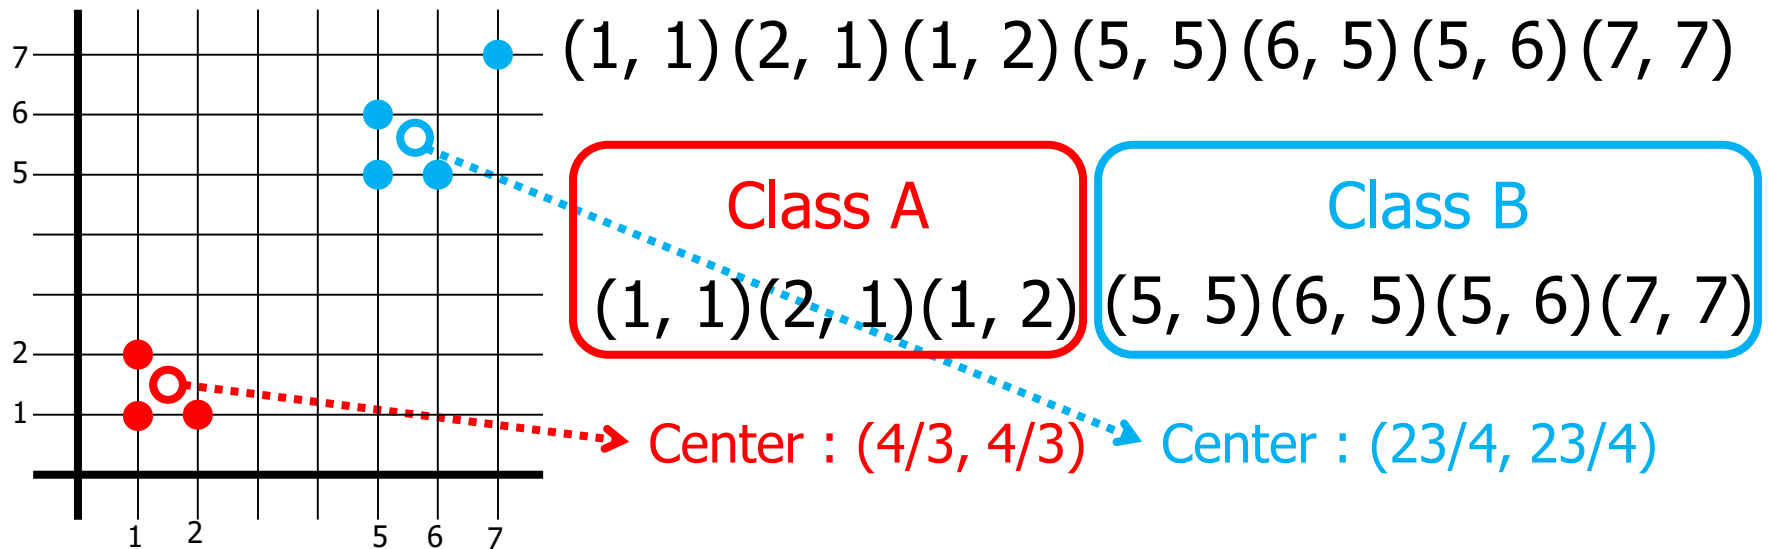 (1, 1)(2, 1)(1, 2)(5, 5)(6, 5)(5, 6)(7, 7)
7
6
5
2
1
1 2 5 6 7
Class A
(1, 1)(2, 1)(1, 2)
Center : (4/3, 4/3)
Class B
(5, 5)(6, 5)(5, 6)(7, 7)
Center : (23/4, 23/4)